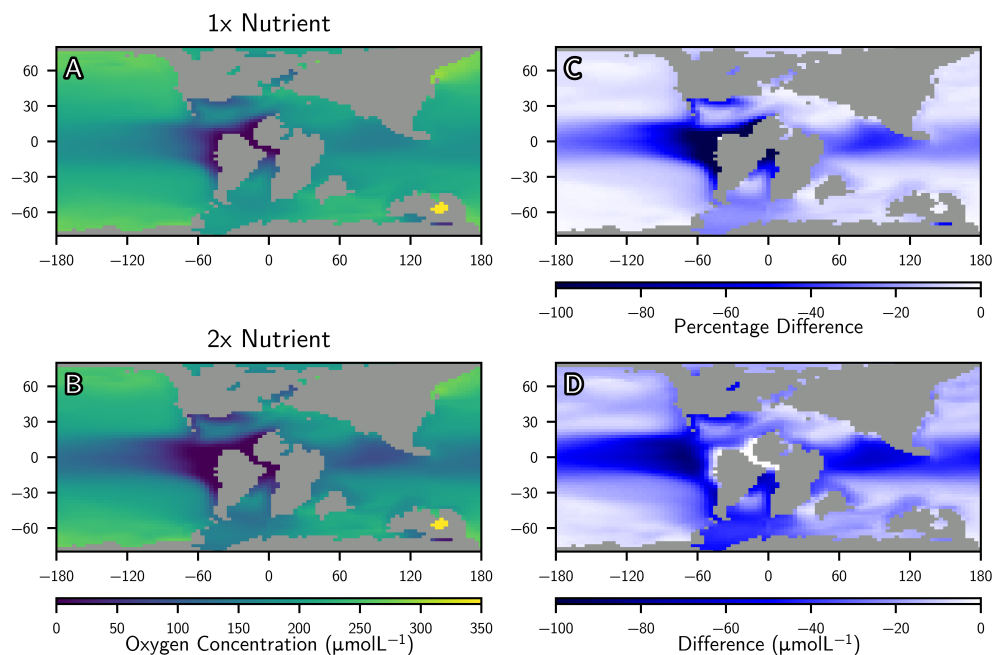 1x Nutrient
A
C
60
30
0
−30
−60
60
30
0
−30
−60
−180 −120 −60 0 60 120 180
−180 −120 −60 0 60 120 180
−100 −80 −60 −40 −20 0
Percentage Difference
2x Nutrient
B
D
60
30
0
−30
−60
60
30
0
−30
−60
−180 −120 −60 0 60 120 180
−180 −120 −60 0 60 120 180
0 50 100 150 200 250 300 350
Oxygen Concentration (μmolL⁻¹)
−100 −80 −60 −40 −20 0
Difference (μmolL⁻¹)